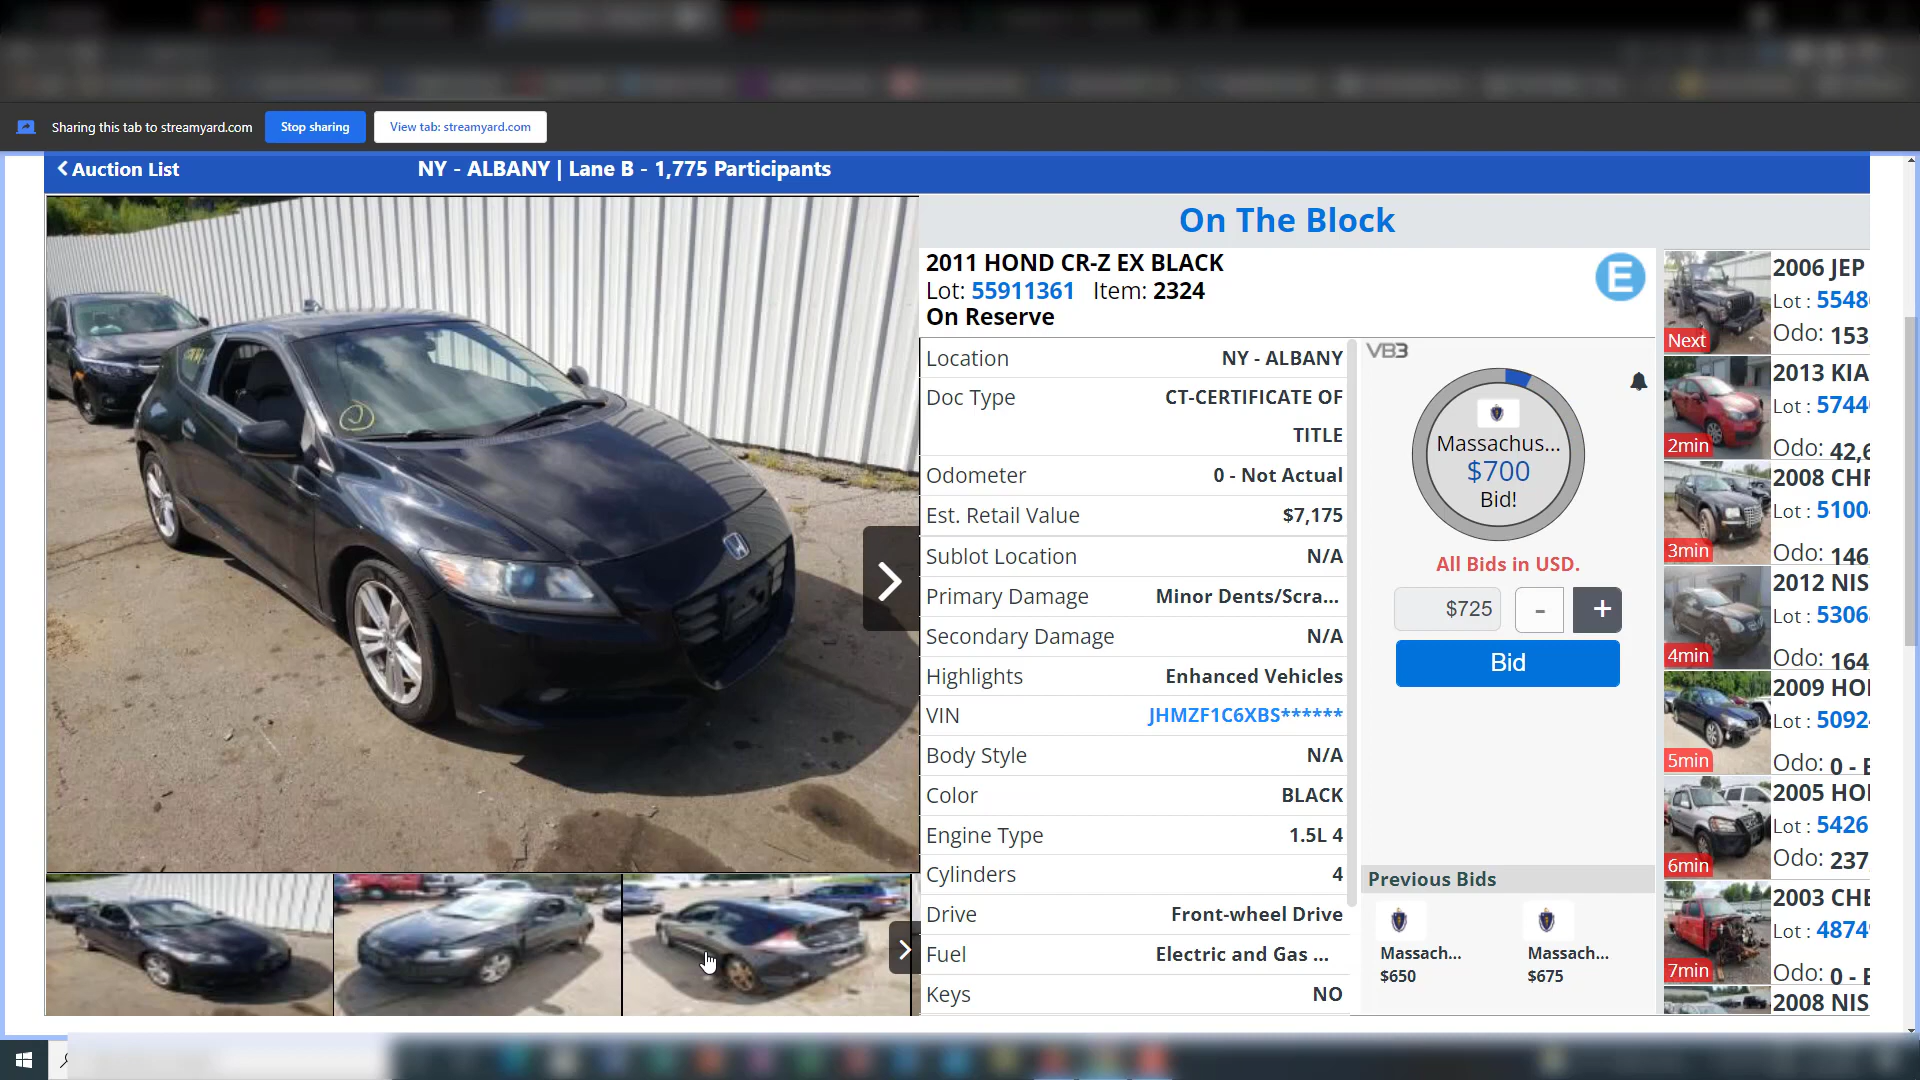 Sharing this tab to streamyard.com
Stop sharing
View tab: streamyard.com
Auction List
NY - ALBANY | Lane B - 1,775 Participants
On The Block
2011 HOND CR-Z EX BLACK
E
Lot: 55911361 Item: 2324
On Reserve
Location NY - ALBANY
Doc Type CT-CERTIFICATE OF
TITLE
Odometer 0 - Not Actual
Est. Retail Value $7,175
Sublot Location N/A
Primary Damage Minor Dents/Scra...
Secondary Damage N/A
Highlights Enhanced Vehicles
VIN JHMZF1C6XBS******
Body Style N/A
Color BLACK
Engine Type 1.5L 4
Cylinders 4
Drive Front-wheel Drive
Fuel Electric and Gas ...
Keys NO
VB3
Massachus...
$700
Bid!
All Bids in USD.
$725 - +
Bid
Previous Bids
Massach... Massach...
$650 $675
2006 JEP
Lot : 5548
Next Odo: 153
2013 KIA
Lot : 5744
2min Odo: 42,6
2008 CHR
Lot : 5100
3min Odo: 146
2012 NIS
Lot : 5306
4min Odo: 164
2009 HON
Lot : 5092
5min Odo: 0 - E
2005 HON
Lot : 5426
6min Odo: 237
2003 CHE
Lot : 4874
7min Odo: 0 - E
2008 NIS